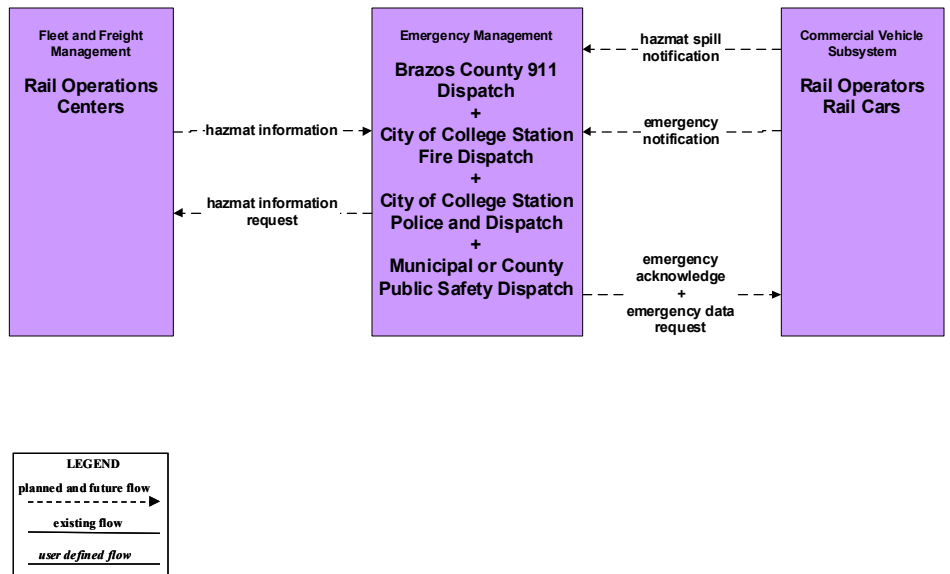 Fleet and Freight
Management
Rail Operations
Centers
hazmat information
hazmat information
request
Emergency Management
Brazos County 911
Dispatch
+
City of College Station
Fire Dispatch
+
City of College Station
Police and Dispatch
+
Municipal or County
Public Safety Dispatch
hazmat spill
notification
emergency
notification
emergency
acknowledge
+
emergency data
request
Commercial Vehicle
Subsystem
Rail Operators
Rail Cars
LEGEND
planned and future flow
existing flow
user defined flow